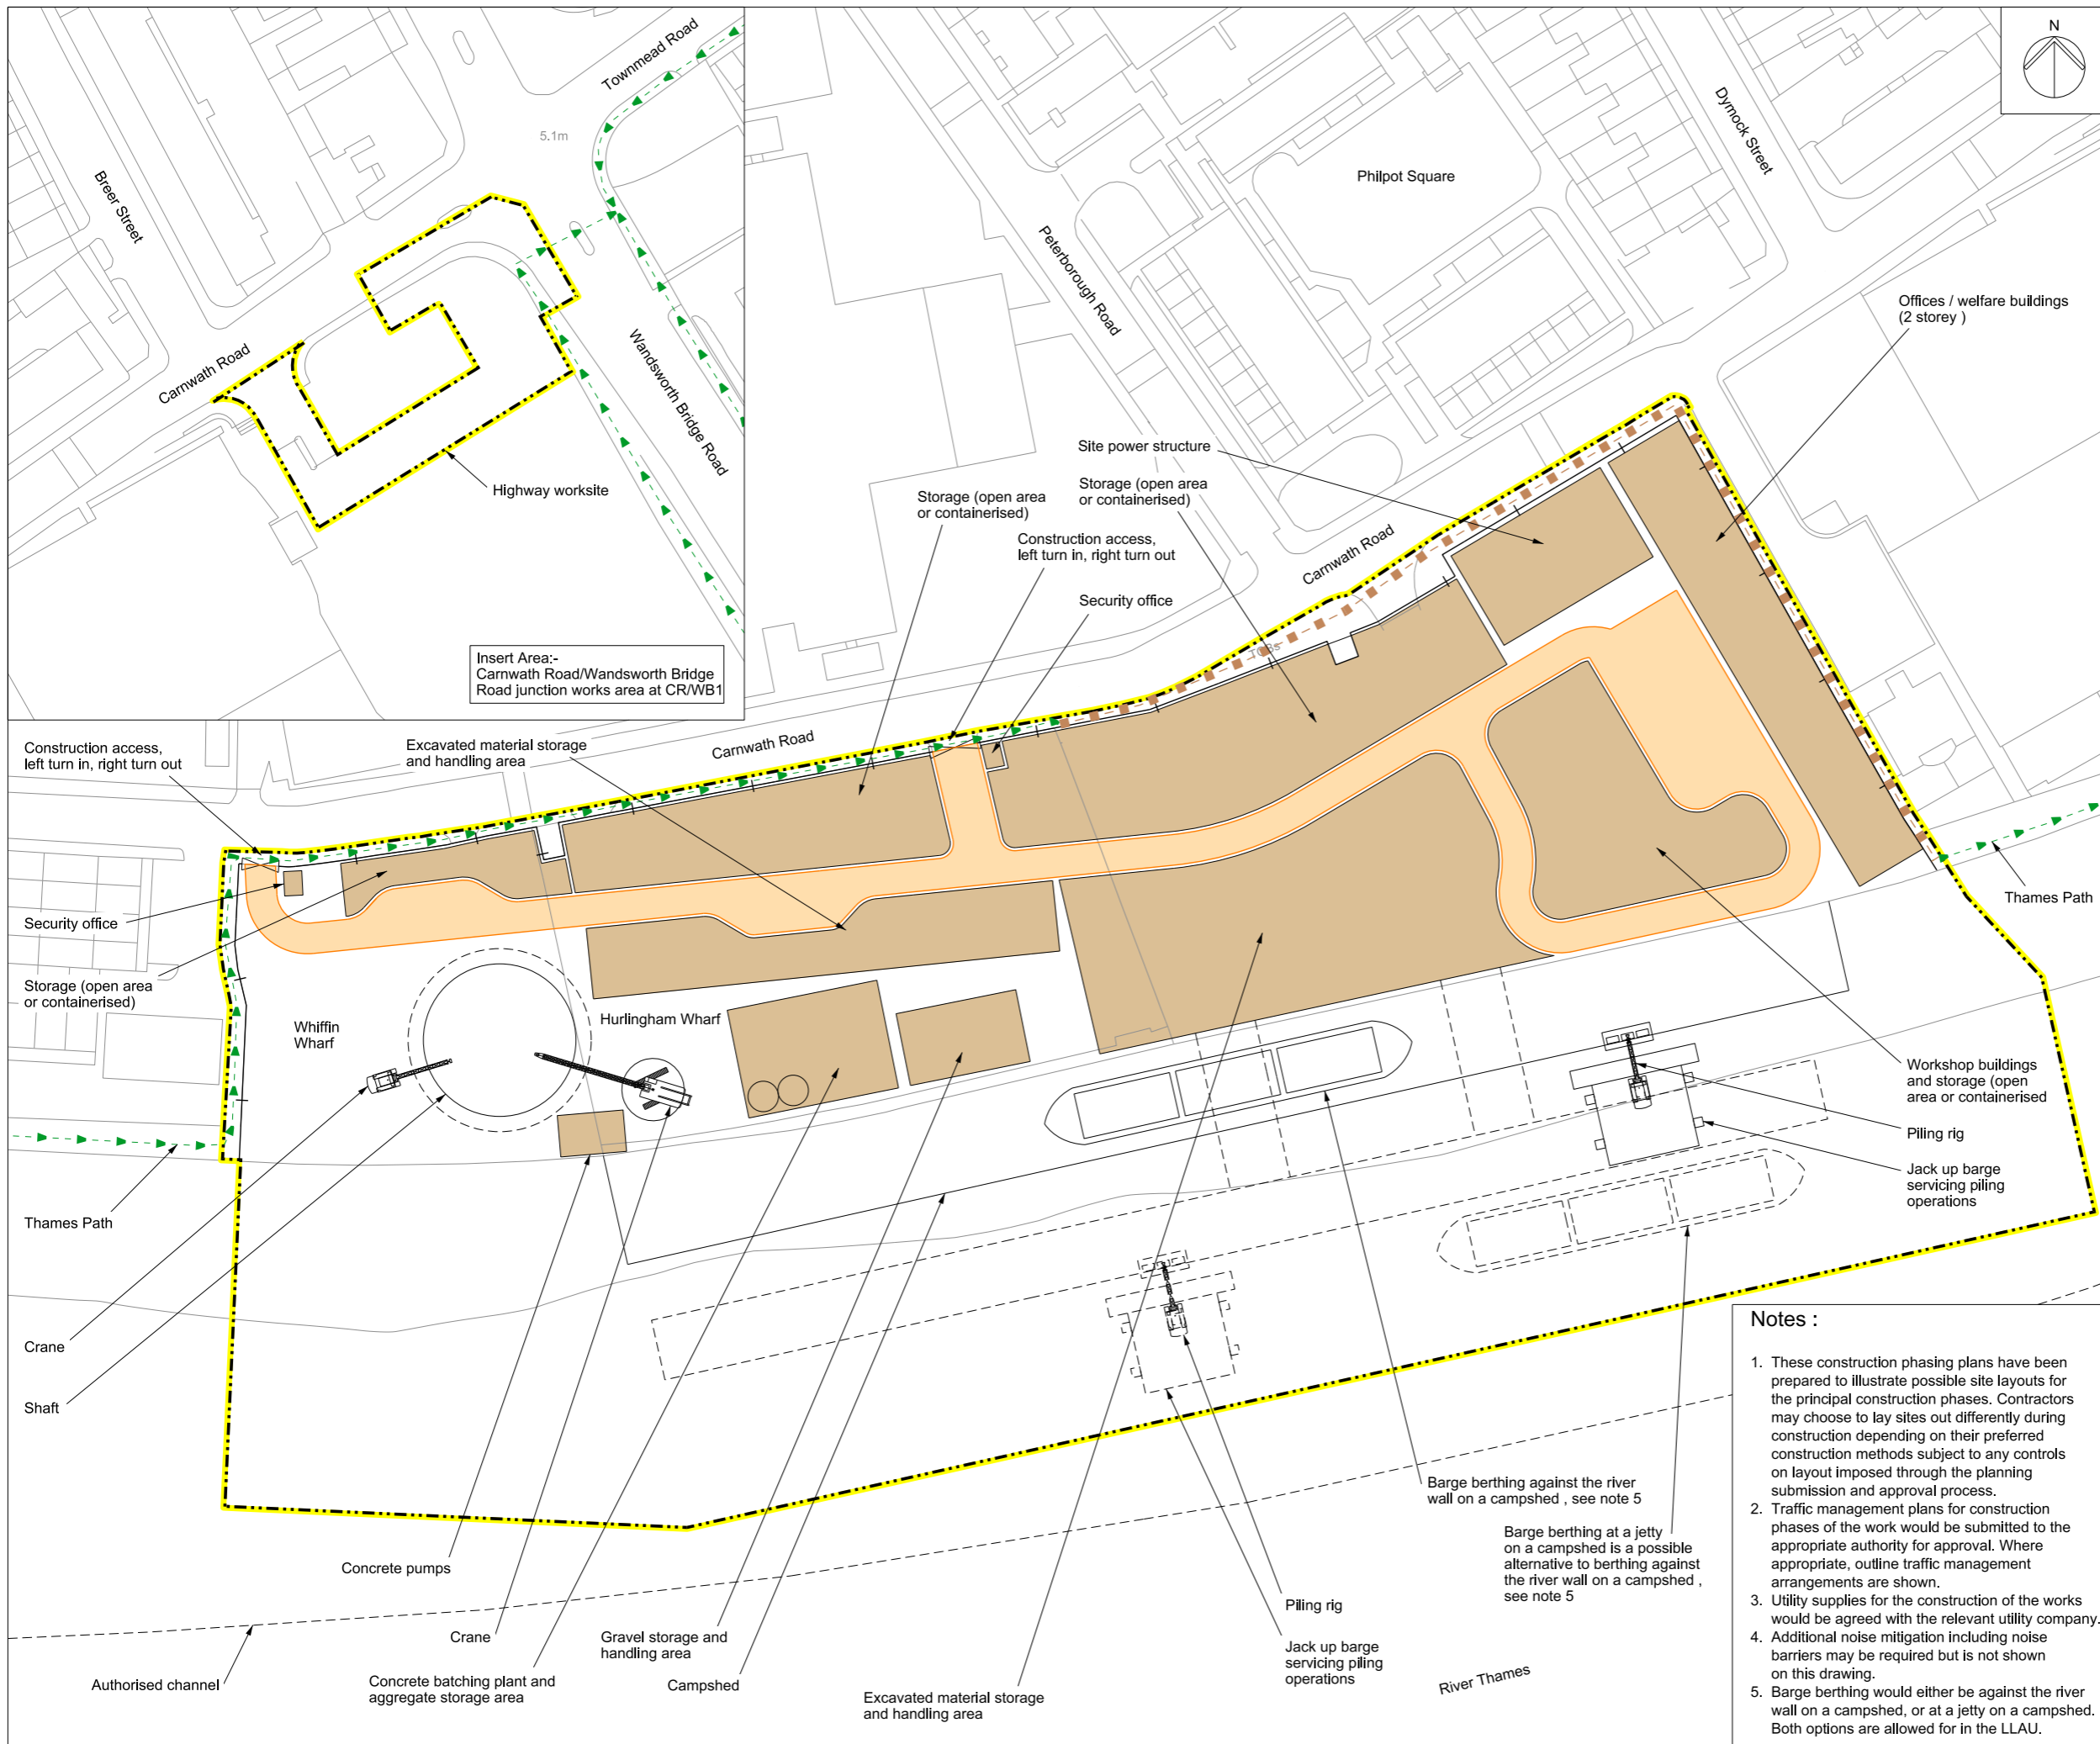 N
Townmead Road
5.1m
Breer Street
Carnwath Road
Wandsworth Bridge Road
Highway worksite
Insert Area:-
Carnwath Road/Wandsworth Bridge
Road junction works area at CR/WB1
Philpot Square
Dymock Street
Peterborough Road
Offices / welfare buildings
(2 storey )
Site power structure
Storage (open area
or containerised)
Storage (open area
or containerised)
Construction access,
left turn in, right turn out
Security office
Carnwath Road
TCBs
Carnwath Road
Construction access,
left turn in, right turn out
Excavated material storage
and handling area
Security office
Storage (open area
or containerised)
Whiffin
Wharf
Hurlingham Wharf
Thames Path
Workshop buildings
and storage (open
area or containerised
Piling rig
Jack up barge
servicing piling
operations
Thames Path
Crane
Shaft
Concrete pumps
Crane
Authorised channel
Concrete batching plant and
aggregate storage area
Gravel storage and
handling area
Campshed
Excavated material storage
and handling area
Barge berthing against the river
wall on a campshed , see note 5
Barge berthing at a jetty
on a campshed is a possible
alternative to berthing against
the river wall on a campshed ,
see note 5
Piling rig
Jack up barge
servicing piling
operations
River Thames
Notes :
1. These construction phasing plans have been
prepared to illustrate possible site layouts for
the principal construction phases. Contractors
may choose to lay sites out differently during
construction depending on their preferred
construction methods subject to any controls
on layout imposed through the planning
submission and approval process.
2. Traffic management plans for construction
phases of the work would be submitted to the
appropriate authority for approval. Where
appropriate, outline traffic management
arrangements are shown.
3. Utility supplies for the construction of the works
would be agreed with the relevant utility company.
4. Additional noise mitigation including noise
barriers may be required but is not shown
on this drawing.
5. Barge berthing would either be against the river
wall on a campshed, or at a jetty on a campshed.
Both options are allowed for in the LLAU.